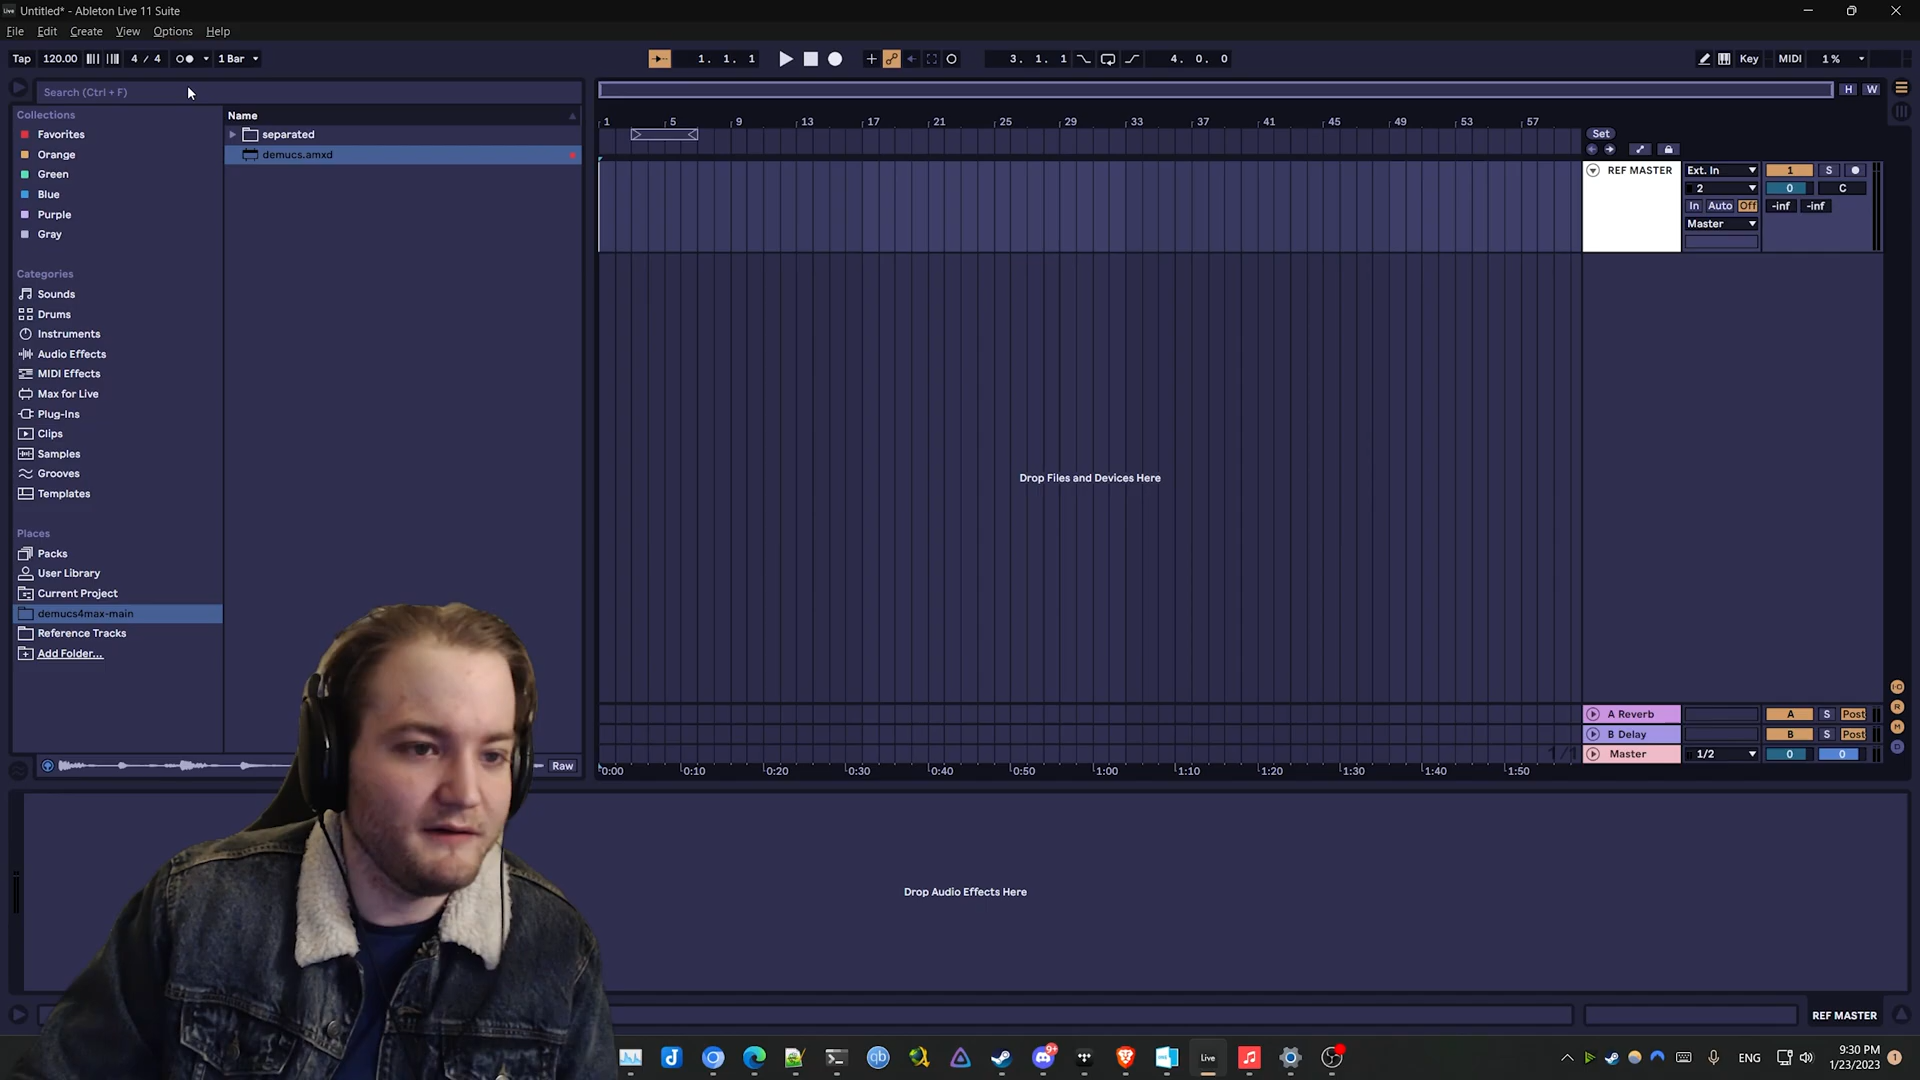 Untitled* - Ableton Live 11 Suite
File Edit Create View Options Help
Tap 120.00 4 / 4 1 Bar 1. 1. 1 3. 1. 1 4. 0. 0 Key MIDI 1 %
Search (Ctrl + F) H W
Collections
Favorites
Orange
Green
Blue
Purple
Gray
Categories
Sounds
Drums
Instruments
Audio Effects
MIDI Effects
Max for Live
Plug-Ins
Clips
Samples
Grooves
Templates
Places
Packs
User Library
Current Project
demucs4max-main
Reference Tracks
Add Folder...
Name
separated
demucs.amxd
Raw
1 5 9 13 17 21 25 29 33 37 41 45 49 53 57
Set
REF MASTER Ext. In 1 S
2 0 C
In Auto Off -inf -inf
Master
Drop Files and Devices Here
A Reverb A S Post
B Delay B S Post
1/1 Master 1/2 0 0
0:00 0:10 0:20 0:30 0:40 0:50 1:00 1:10 1:20 1:30 1:40 1:50
Drop Audio Effects Here
REF MASTER
Live ENG 9:30 PM
1/23/2023